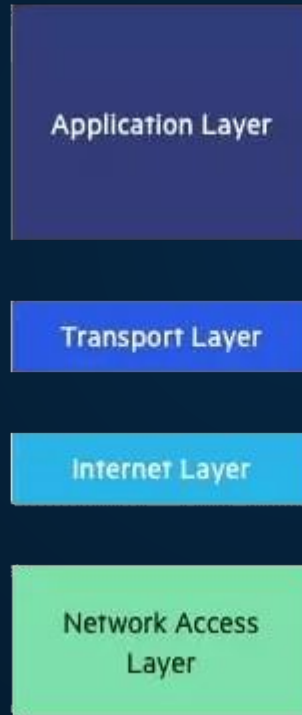 Application Layer
Transport Layer
Internet Layer
Network Access
Layer